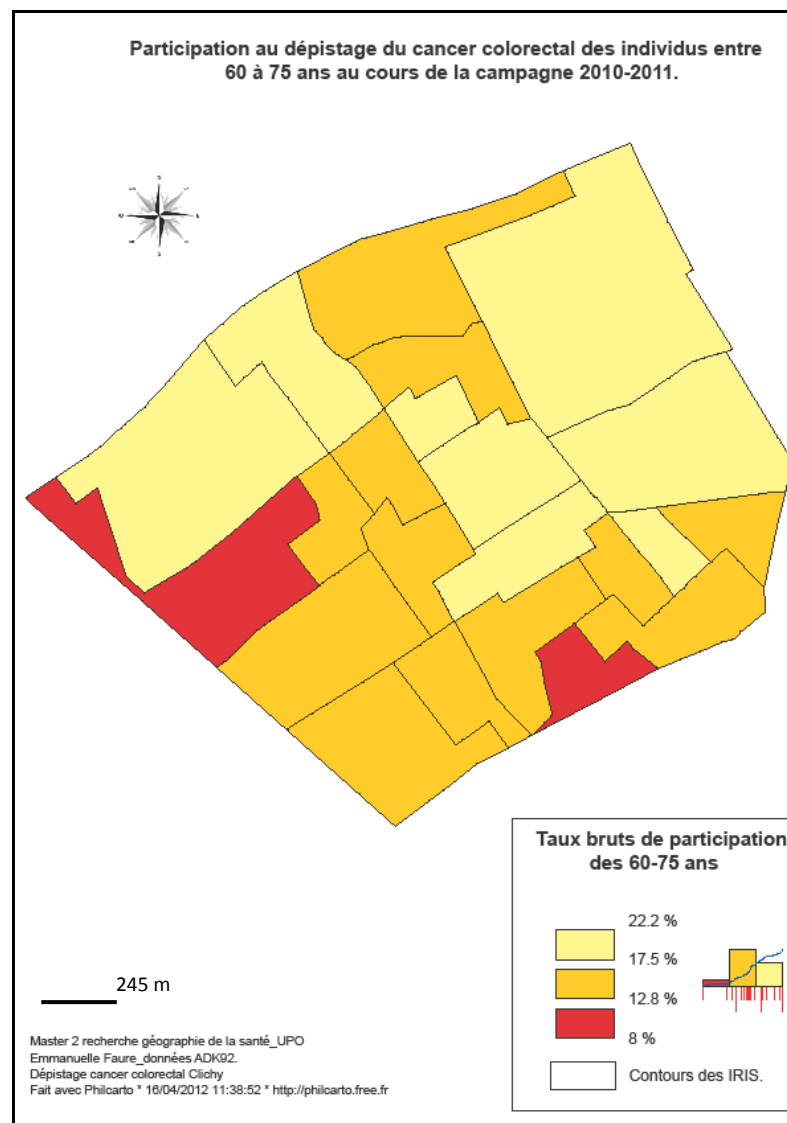 Participation au dépistage du cancer colorectal des individus entre
60 à 75 ans au cours de la campagne 2010-2011.
Taux bruts de participation
des 60-75 ans
22.2 %
17.5 %
12.8 %
8 %
Contours des IRIS.
245 m
Master 2 recherche géographie de la santé_UPO
Emmanuelle Faure_données ADK92.
Dépistage cancer colorectal Clichy
Fait avec Philcarto * 16/04/2012 11:38:52 * http://philcarto.free.fr